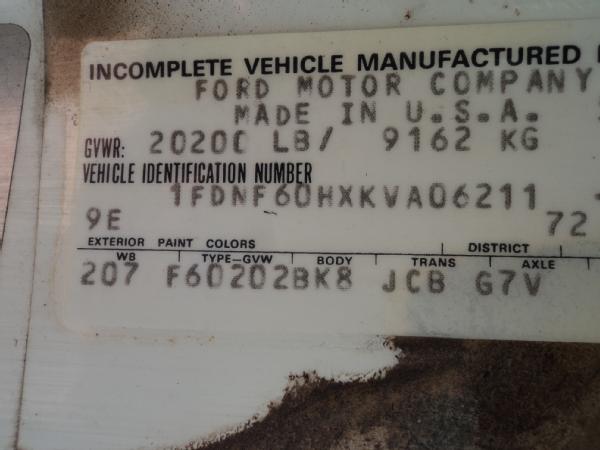 INCOMPLETE VEHICLE MANUFACTURED
FORD MOTOR COMPANY
MADE IN U.S.A.
GVWR: 20200 LB/ 9162 KG
VEHICLE IDENTIFICATION NUMBER
1FDNF60HXKVA06211
9E 72
EXTERIOR PAINT COLORS DISTRICT
WB TYPE-GVW BODY TRANS AXLE
207 F60202BK8 JCB G7V